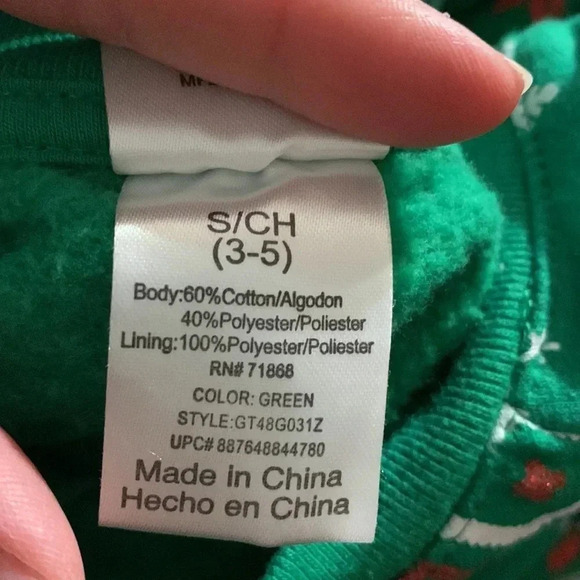 S/CH
(3-5)
Body:60%Cotton/Algodon
40%Polyester/Poliester
Lining:100%Polyester/Poliester
RN# 71868
COLOR: GREEN
STYLE:GT48G031Z
UPC# 887648844780
Made in China
Hecho en China